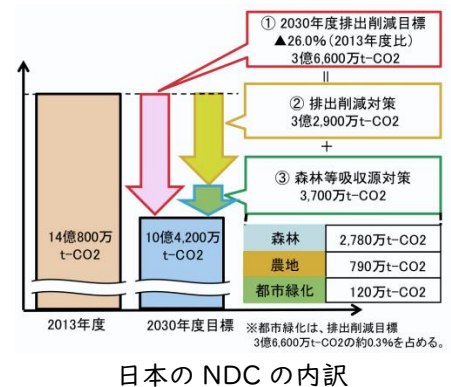 ① 2030年度排出削減目標
▲26.0%(2013年度比)
3億6,600万t-CO2
=
② 排出削減対策
3億2,900万t-CO2
+
③ 森林等吸収源対策
3,700万t-CO2
14億800万
t-CO2
10億4,200万
t-CO2
森林 2,780万t-CO2
農地 790万t-CO2
都市緑化 120万t-CO2
2013年度 2030年度目標
※都市緑化は、排出削減目標
3億6,600万t-CO2の約0.3%を占める。
日本の NDC の内訳